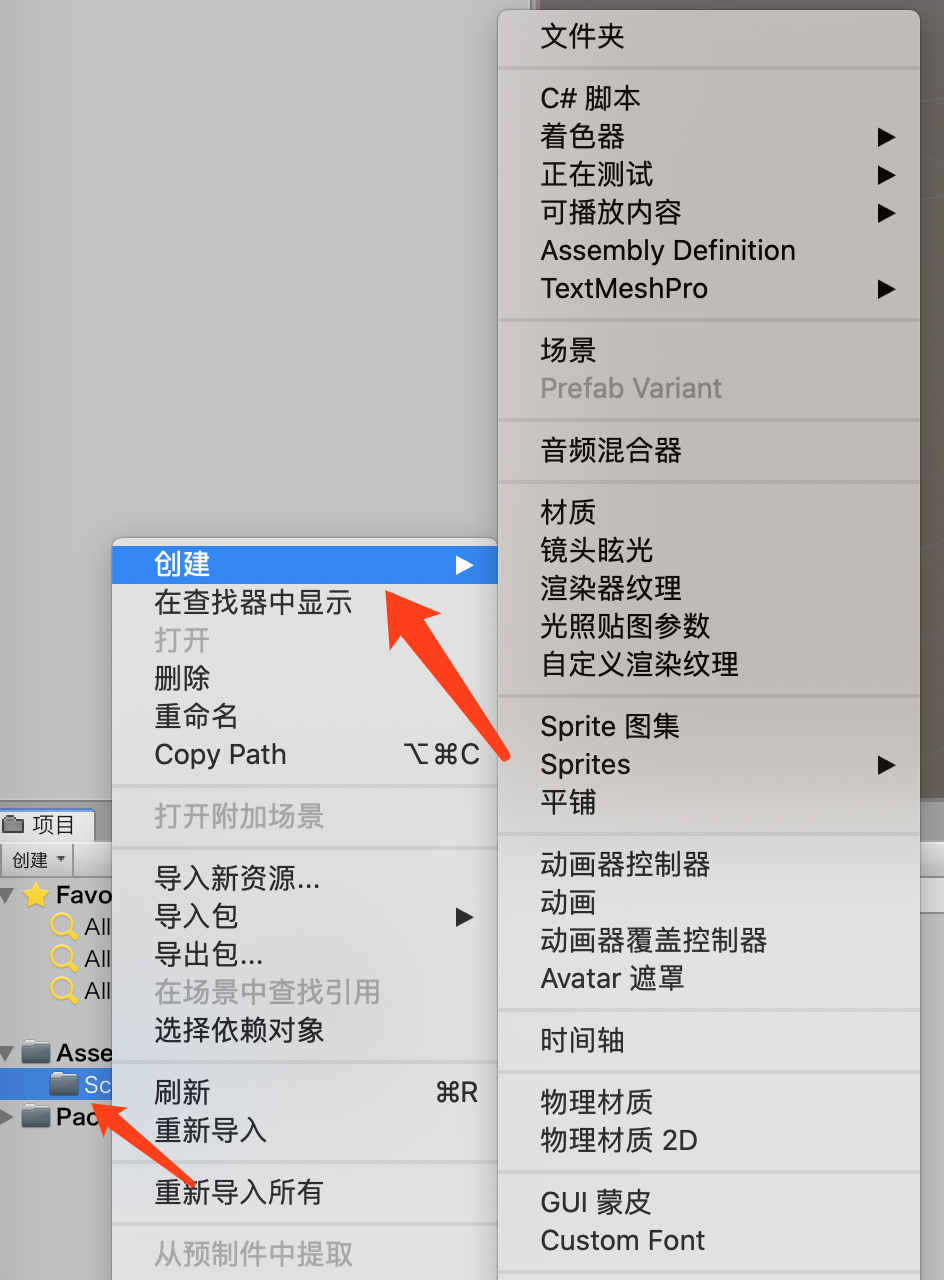 文件夹
C# 脚本
着色器
正在测试
可播放内容
Assembly Definition
TextMeshPro
场景
Prefab Variant
音频混合器
材质
镜头眩光
渲染器纹理
光照贴图参数
自定义渲染纹理
Sprite 图集
Sprites
平铺
动画器控制器
动画
动画器覆盖控制器
Avatar 遮罩
时间轴
物理材质
物理材质 2D
GUI 蒙皮
Custom Font
创建
在查找器中显示
打开
删除
重命名
Copy Path ⌥⌘C
打开附加场景
导入新资源...
导入包
导出包...
在场景中查找引用
选择依赖对象
刷新 ⌘R
重新导入
重新导入所有
从预制件中提取
项目
创建
Favo
All
All
All
Asse
Sc
Pac